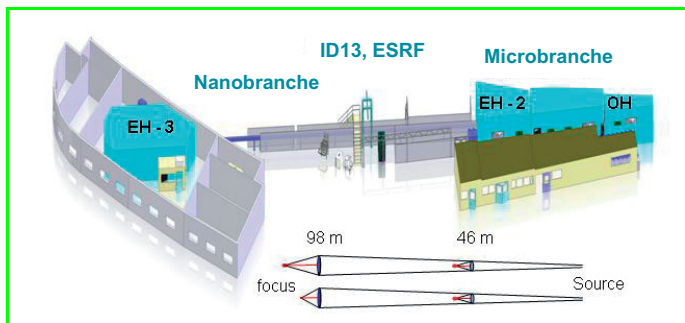 ID13, ESRF
Microbranche
Nanobranche
EH - 2
OH
EH - 3
98 m
46 m
focus
Source